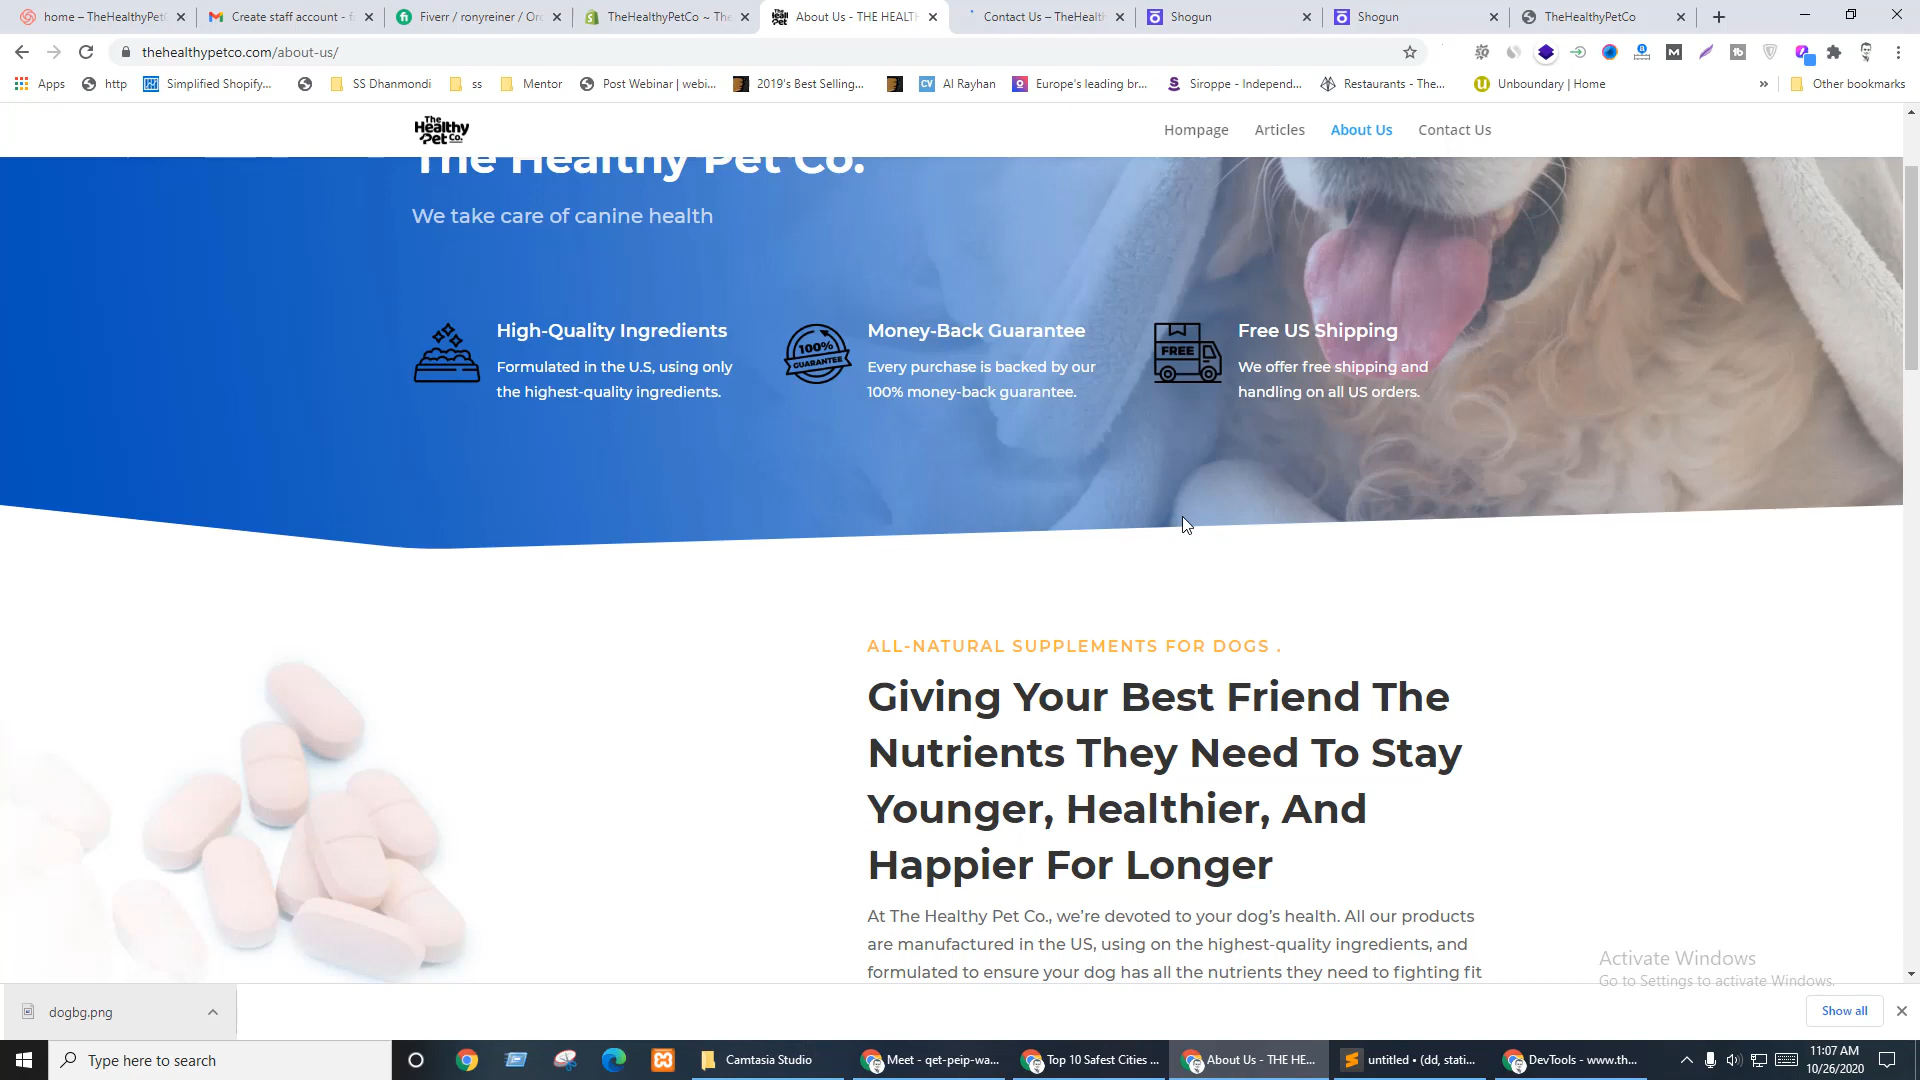 home – TheHealthyPet
Create staff account - f
Fiverr / ronyreiner / Or
TheHealthyPetCo ~ The
About Us - THE HEALTH
Contact Us – TheHealth
Shogun
Shogun
TheHealthyPetCo
thehealthypetco.com/about-us/
Apps
http
Simplified Shopify...
SS Dhanmondi
ss
Mentor
Post Webinar | webi...
2019's Best Selling...
CV
Al Rayhan
Europe's leading br...
Siroppe - Independ...
Restaurants - The...
Unboundary | Home
»
Other bookmarks
The Healthy Pet Co.
Hompage
Articles
About Us
Contact Us
The Healthy Pet Co.
We take care of canine health
High-Quality Ingredients
Formulated in the U.S, using only
the highest-quality ingredients.
100%
GUARANTEE
Money-Back Guarantee
Every purchase is backed by our
100% money-back guarantee.
FREE
Free US Shipping
We offer free shipping and
handling on all US orders.
ALL-NATURAL SUPPLEMENTS FOR DOGS .
Giving Your Best Friend The
Nutrients They Need To Stay
Younger, Healthier, And
Happier For Longer
At The Healthy Pet Co., we’re devoted to your dog’s health. All our products
are manufactured in the US, using on the highest-quality ingredients, and
formulated to ensure your dog has all the nutrients they need to fighting fit
Activate Windows
Go to Settings to activate Windows.
dogbg.png
Show all
Type here to search
Camtasia Studio
Meet - qet-peip-wa...
Top 10 Safest Cities ...
About Us - THE HE...
untitled • (dd, stati...
DevTools - www.th...
11:07 AM
10/26/2020